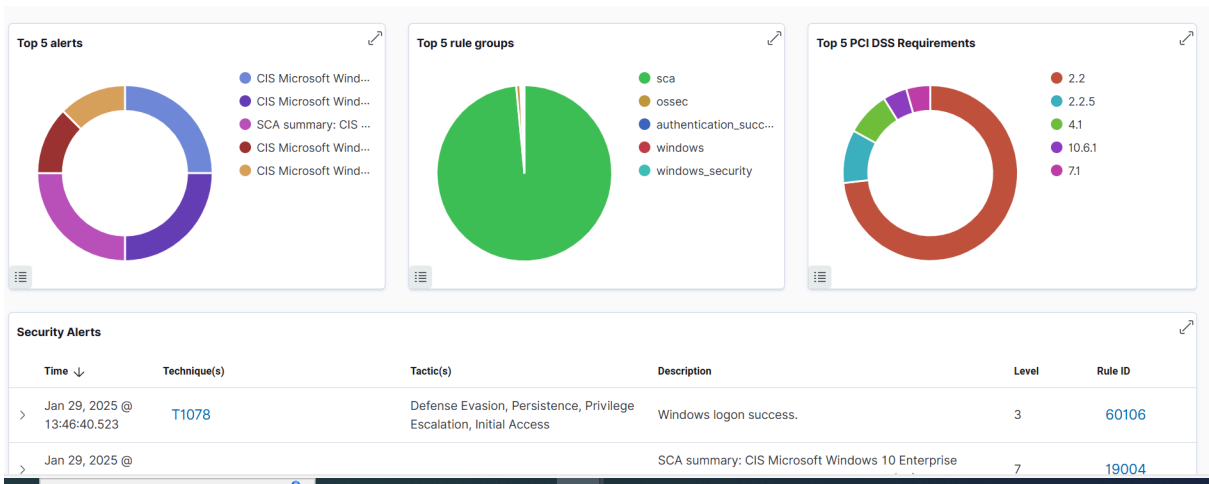 Top 5 alerts
CIS Microsoft Wind...
CIS Microsoft Wind...
SCA summary: CIS ...
CIS Microsoft Wind...
CIS Microsoft Wind...
Top 5 rule groups
sca
ossec
authentication_succ...
windows
windows_security
Top 5 PCI DSS Requirements
2.2
2.2.5
4.1
10.6.1
7.1
Security Alerts
Time Technique(s) Tactic(s) Description Level Rule ID
Jan 29, 2025 @
13:46:40.523
T1078
Defense Evasion, Persistence, Privilege
Escalation, Initial Access
Windows logon success.
3
60106
Jan 29, 2025 @
SCA summary: CIS Microsoft Windows 10 Enterprise
7
19004